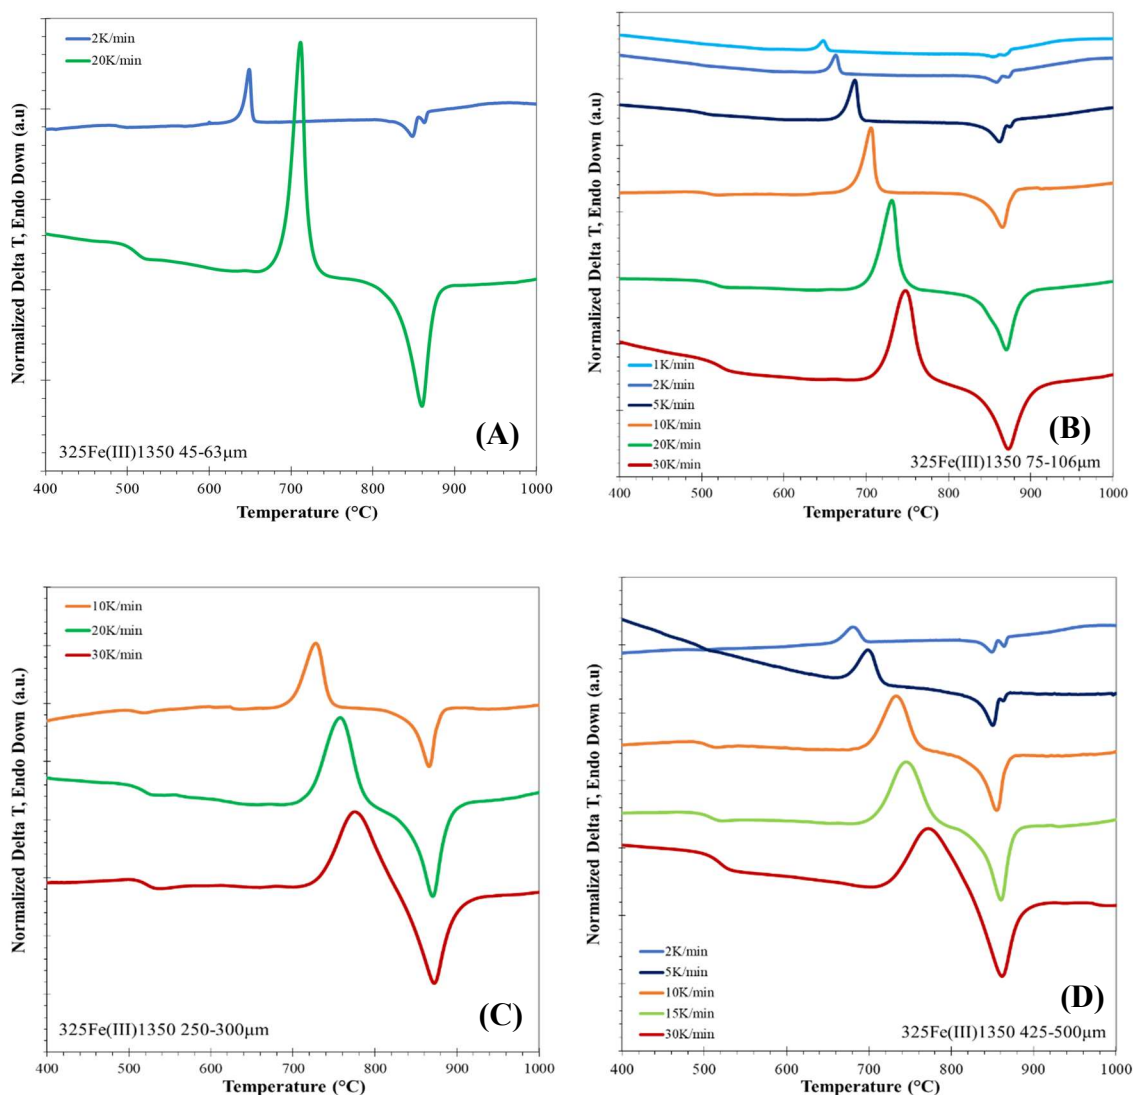 2K/min
20K/min
Normalized Delta T, Endo Down (a.u)
(A)
325Fe(III)1350 45-63μm
400 500 600 700 800 900 1000
Temperature (°C)
Normalized Delta T, Endo Down (a.u)
1K/min
2K/min
5K/min
10K/min
20K/min
30K/min
(B)
325Fe(III)1350 75-106μm
400 500 600 700 800 900 1000
Temperature (°C)
10K/min
20K/min
30K/min
Normalized Delta T, Endo Down (a.u.)
(C)
325Fe(III)1350 250-300μm
400 500 600 700 800 900 1000
Temperature (°C)
Normalized Delta T, Endo Down (a.u)
2K/min
5K/min
10K/min
15K/min
30K/min
(D)
325Fe(III)1350 425-500μm
400 500 600 700 800 900 1000
Temperature (°C)